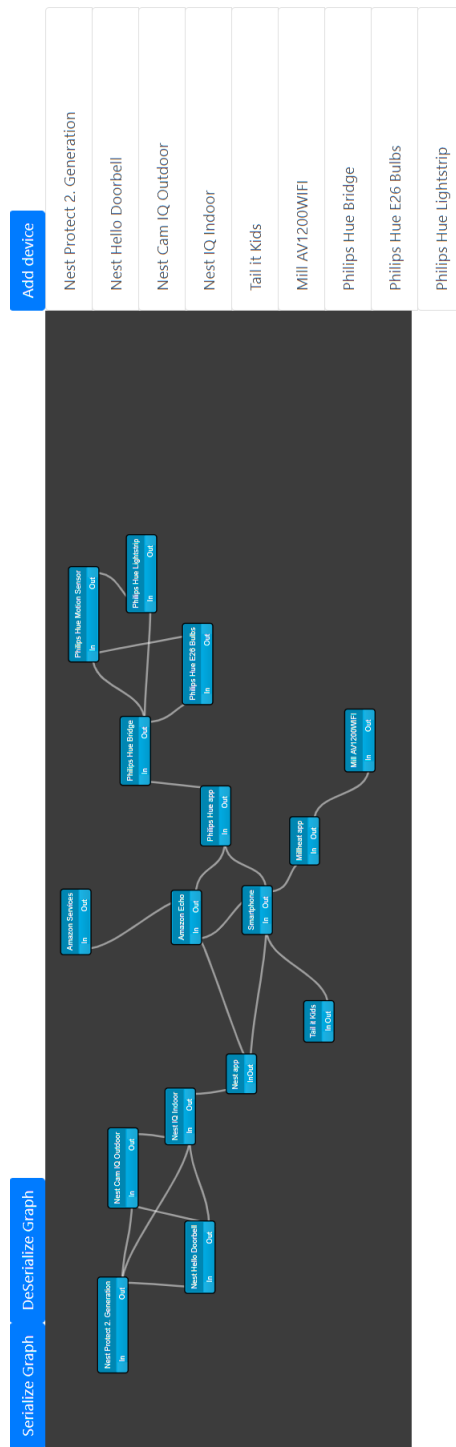 Serialize Graph
DeSerialize Graph
Add device
Nest Protect 2. Generation
In
Out
Nest Cam IQ Outdoor
In
Out
Nest Hello Doorbell
In
Out
Nest IQ Indoor
In
Out
Nest app
In
Out
Tail it Kids
In
Out
Amazon Services
In
Out
Amazon Echo
In
Out
Smartphone
In
Out
Philips Hue app
In
Out
Millheat app
In
Out
Mill AV1200WIFI
In
Out
Philips Hue Bridge
In
Out
Philips Hue Motion Sensor
In
Out
Philips Hue E26 Bulbs
In
Out
Philips Hue Lightstrip
In
Out
Nest Protect 2. Generation
Nest Hello Doorbell
Nest Cam IQ Outdoor
Nest IQ Indoor
Tail it Kids
Mill AV1200WIFI
Philips Hue Bridge
Philips Hue E26 Bulbs
Philips Hue Lightstrip